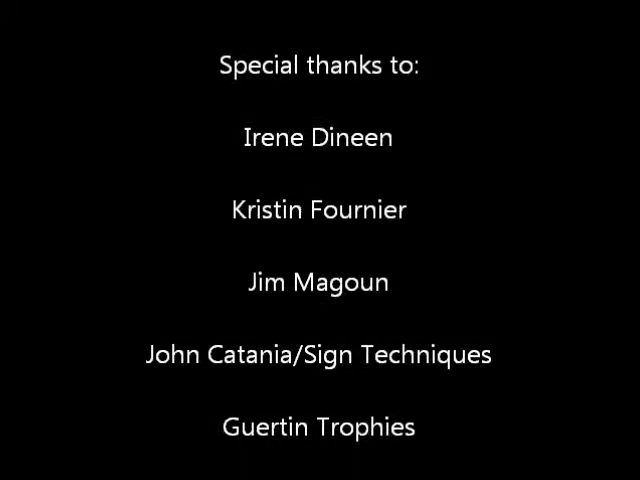 Special thanks to:
Irene Dineen
Kristin Fournier
Jim Magoun
John Catania/Sign Techniques
Guertin Trophies